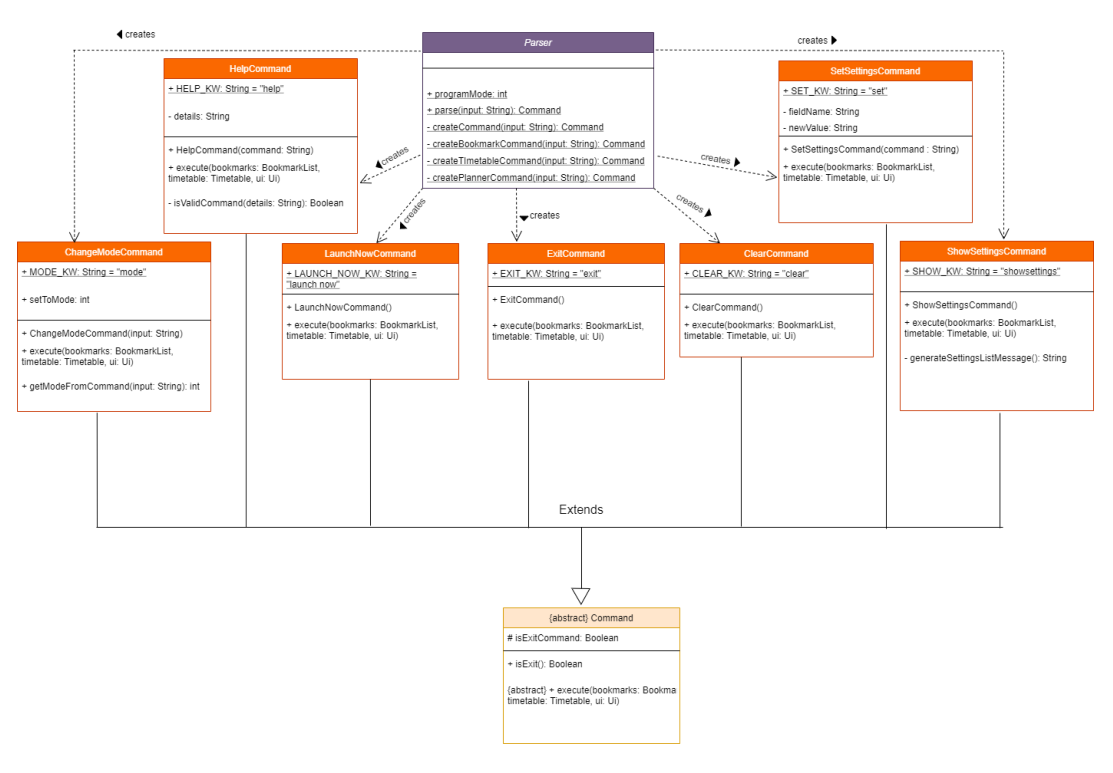 creates
creates
Parser
+ programMode: int
+ parse(input: String): Command
- createCommand(input: String): Command
- createBookmarkCommand(input: String): Command
- createTImetableCommand(input: String): Command
- createPlannerCommand(input: String): Command
HelpCommand
+ HELP_KW: String = "help"
- details: String
+ HelpCommand(command: String)
+ execute(bookmarks: BookmarkList,
timetable: Timetable, ui: Ui)
- isValidCommand(details: String): Boolean
SetSettingsCommand
+ SET_KW: String = "set"
- fieldName: String
- newValue: String
+ SetSettingsCommand(command : String)
+ execute(bookmarks: BookmarkList,
timetable: Timetable, ui: Ui)
creates
creates
creates
creates
creates
ChangeModeCommand
+ MODE_KW: String = "mode"
+ setToMode: int
+ ChangeModeCommand(input: String)
+ execute(bookmarks: BookmarkList,
timetable: Timetable, ui: Ui)
+ getModeFromCommand(input: String): int
LaunchNowCommand
+ LAUNCH_NOW_KW: String =
"launch now"
+ LaunchNowCommand()
+ execute(bookmarks: BookmarkList,
timetable: Timetable, ui: Ui)
ExitCommand
+ EXIT_KW: String = "exit"
+ ExitCommand()
+ execute(bookmarks: BookmarkList,
timetable: Timetable, ui: Ui)
ClearCommand
+ CLEAR_KW: String = "clear"
+ ClearCommand()
+ execute(bookmarks: BookmarkList,
timetable: Timetable, ui: Ui)
ShowSettingsCommand
+ SHOW_KW: String = "showsettings"
+ ShowSettingsCommand()
+ execute(bookmarks: BookmarkList,
timetable: Timetable, ui: Ui)
- generateSettingsListMessage(): String
Extends
{abstract} Command
# isExitCommand: Boolean
+ isExit(): Boolean
{abstract} + execute(bookmarks: Bookma
timetable: Timetable, ui: Ui)